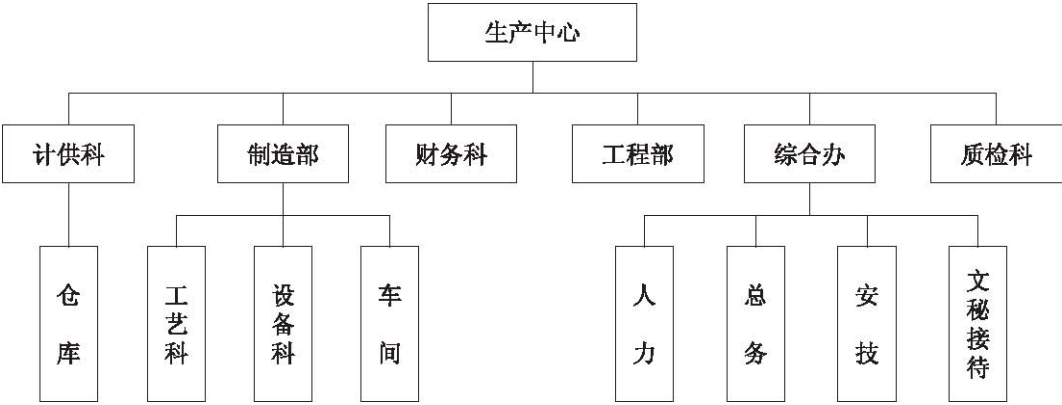 生产中心
计供科
制造部
财务科
工程部
综合办
质检科
仓库
工艺科
设备科
车间
人力
总务
安技
文秘接待